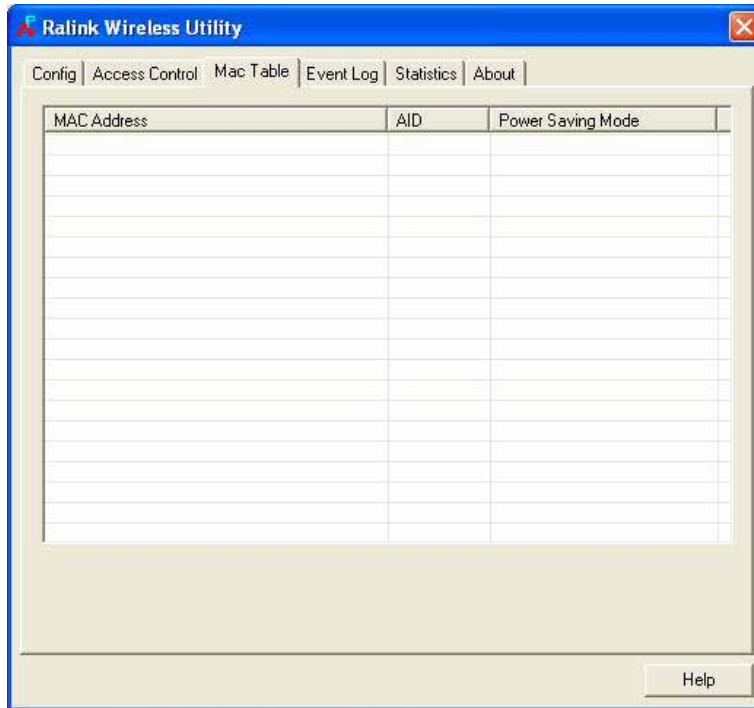 Ralink Wireless Utility
Config Access Control Mac Table Event Log Statistics About
MAC Address AID Power Saving Mode
Help